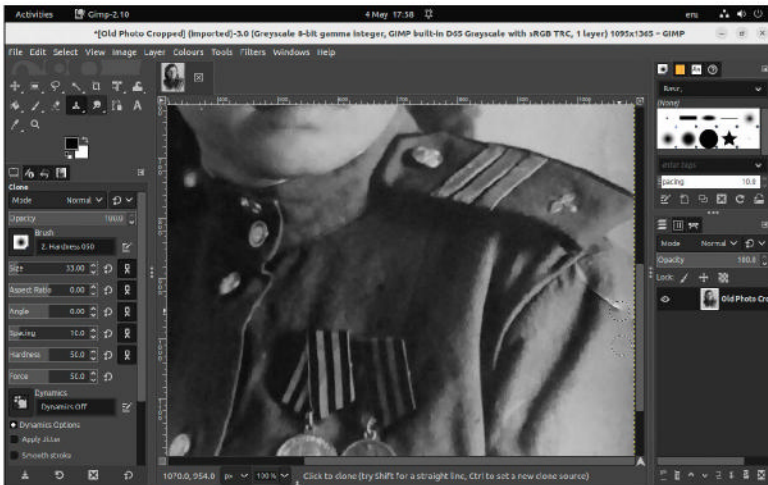 Activities Gimp-2.10 4 May 17:38 en1
*[Old Photo Cropped] (imported)-3.0 (Greyscale 8-bit gamma integer, GIMP built-in D65 Grayscale with sRGB TRC, 1 layer) 1095x1365 – GIMP
File Edit Select View Image Layer Colours Tools Filters Windows Help
Clone
Mode Normal
Opacity 100.0
Brush
2. Hardness 050
Size 33.00
Aspect Ratio 0.00
Angle 0.00
Spacing 10.0
Hardness 50.0
Force 50.0
Dynamics
Dynamics Off
Dynamics Options
Apply Jitter
Smooth stroke
1070.0, 954.0 px 100 % Click to clone (try Shift for a straight line, Ctrl to set a new clone source)
Basic,
(None)
enter tags
Spacing 10.0
Mode Normal
Opacity 100.0
Lock:
Old Photo Cro